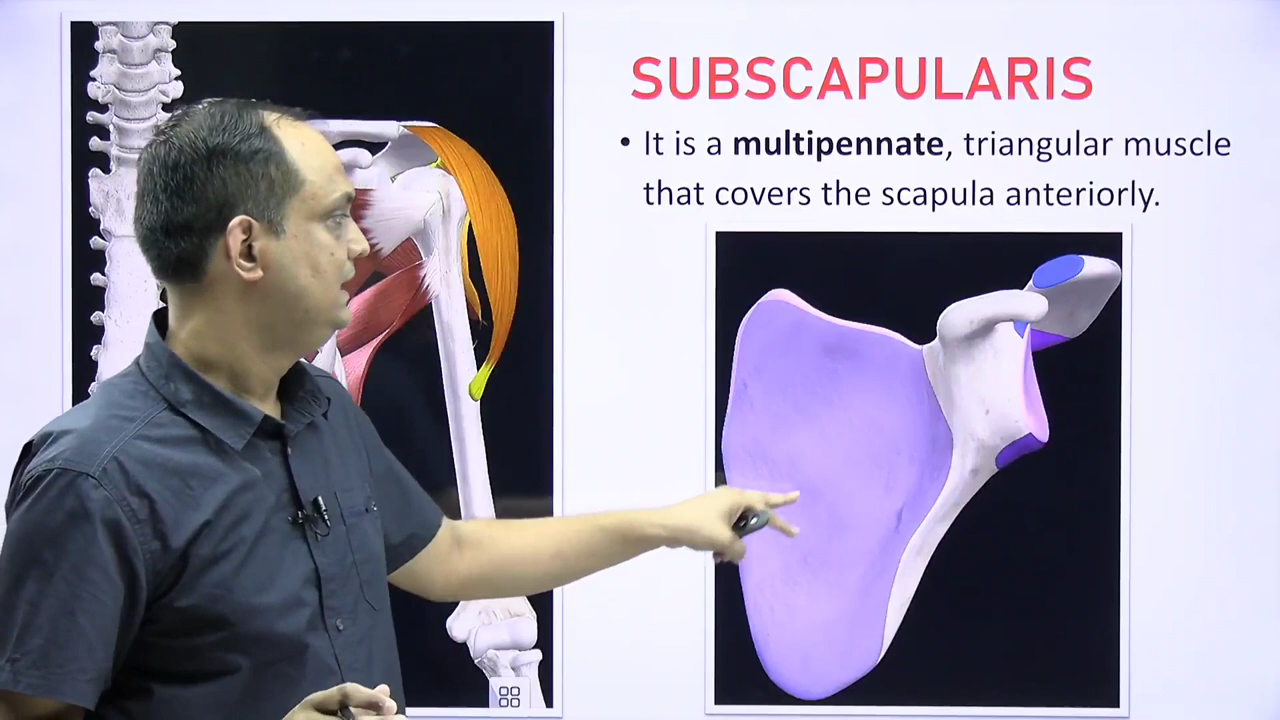 SUBSCAPULARIS
• It is a multipennate, triangular muscle
that covers the scapula anteriorly.